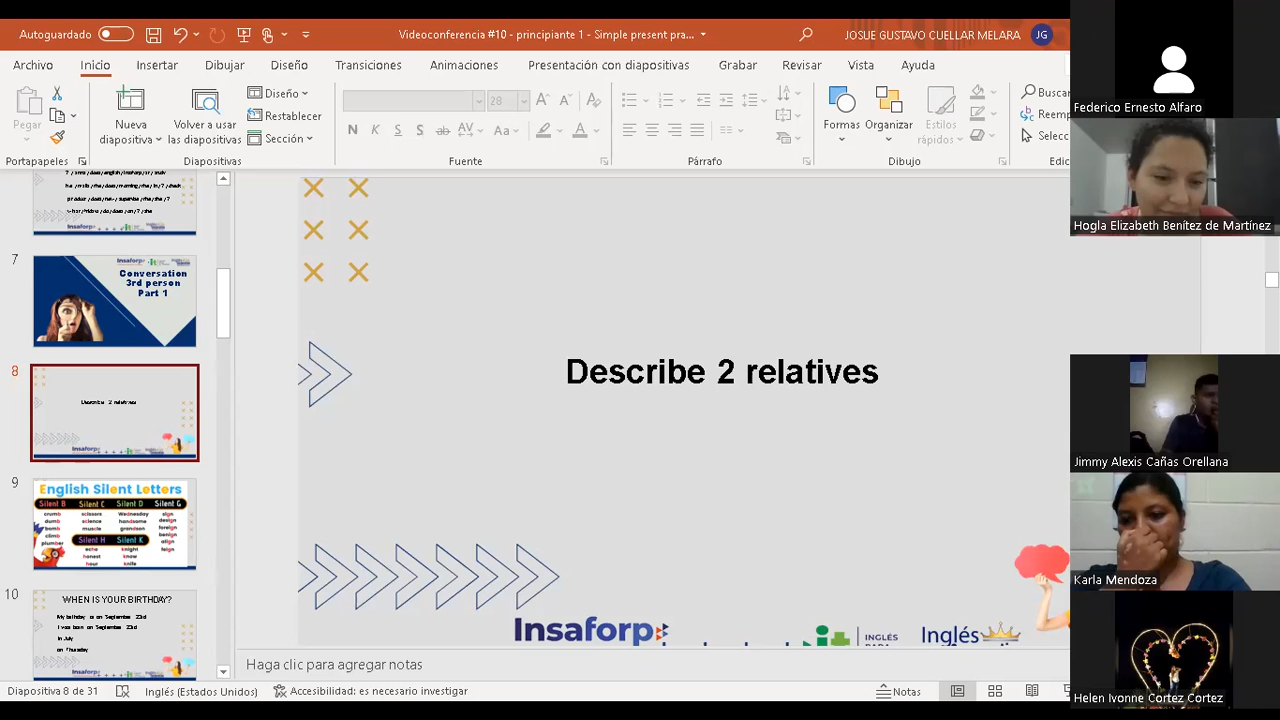 Autoguardado
Videoconferencia #10 - principiante 1 - Simple present pra...
JOSUE GUSTAVO CUELLAR MELARA
JG
Archivo
Inicio
Insertar
Dibujar
Diseño
Transiciones
Animaciones
Presentación con diapositivas
Grabar
Revisar
Vista
Ayuda
Pegar
Nueva
diapositiva
Volver a usar
las diapositivas
Diseño
Restablecer
Sección
28
N K S S ab AV Aa A
Formas
Organizar
Estilos
rápidos
Buscar
Reemp
Selecc
Portapapeles
Diapositivas
Fuente
Párrafo
Dibujo
Edic
7
Conversation
3rd person
Part 1
8
Describe 2 relatives
9
English Silent Letters
Silent B
Silent C
Silent D
Silent G
crumb
dumb
bomb
climb
plumber
scissors
science
muscle
Wednesday
handsome
grandson
sign
design
foreign
benign
align
feign
Silent H
Silent K
echo
honest
hour
knight
know
knife
10
WHEN IS YOUR BIRTHDAY?
My birthday is on September 23rd
I was born on September 23rd
In July
on Thursday
Describe 2 relatives
Insaforp
INGLÉS
Inglés
Haga clic para agregar notas
Diapositiva 8 de 31
Inglés (Estados Unidos)
Accesibilidad: es necesario investigar
Notas
Federico Ernesto Alfaro
Hogla Elizabeth Benítez de Martínez
Jimmy Alexis Cañas Orellana
Karla Mendoza
Helen Ivonne Cortez Cortez